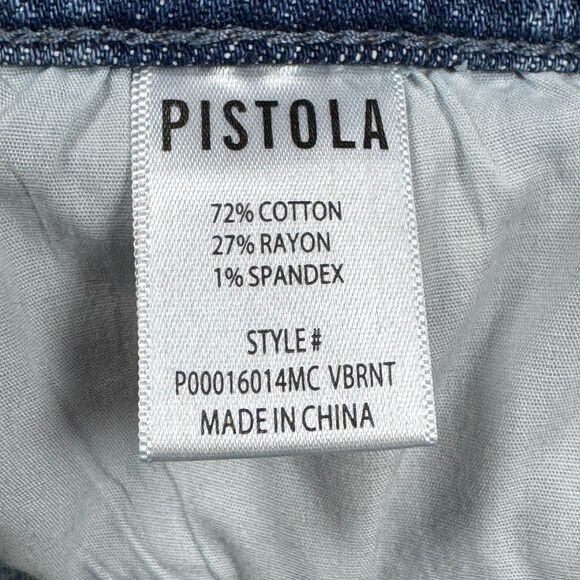 PISTOLA
72% COTTON
27% RAYON
1% SPANDEX
STYLE #
P00016014MC VBRNT
MADE IN CHINA